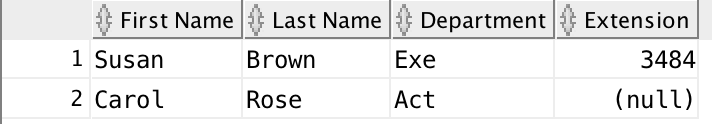 First Name Last Name Department Extension
1 Susan Brown Exe 3484
2 Carol Rose Act (null)